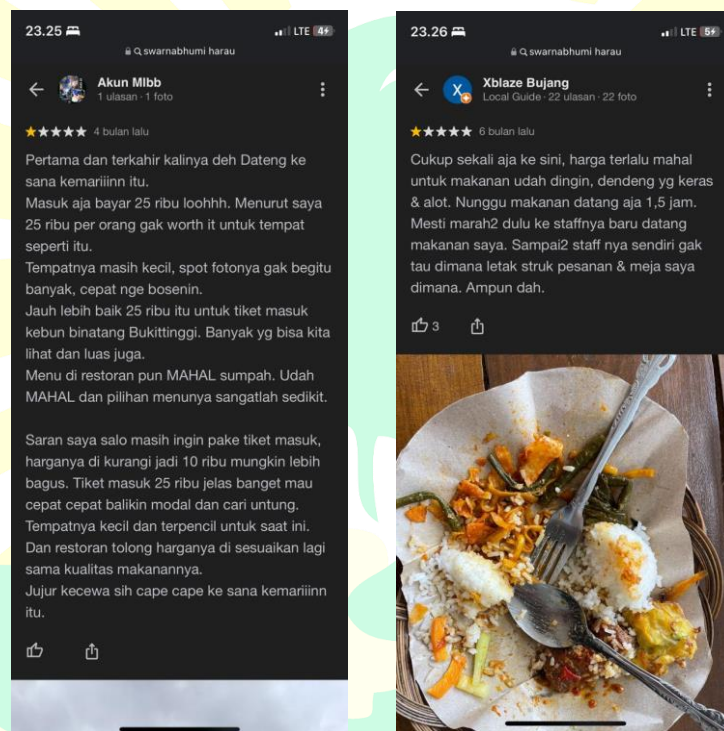 23.25
LTE 4
swarnabhumi harau
Akun Mlbb
1 ulasan · 1 foto
4 bulan lalu
Pertama dan terkahir kalinya deh Dateng ke
sana kemariiinn itu.
Masuk aja bayar 25 ribu loohhh. Menurut saya
25 ribu per orang gak worth it untuk tempat
seperti itu.
Tempatnya masih kecil, spot fotonya gak begitu
banyak, cepat nge bosenin.
Jauh lebih baik 25 ribu itu untuk tiket masuk
kebun binatang Bukittinggi. Banyak yg bisa kita
lihat dan luas juga.
Menu di restoran pun MAHAL sumpah. Udah
MAHAL dan pilihan menunya sangatlah sedikit.
Saran saya salo masih ingin pake tiket masuk,
harganya di kurangi jadi 10 ribu mungkin lebih
bagus. Tiket masuk 25 ribu jelas banget mau
cepat cepat balikin modal dan cari untung.
Tempatnya kecil dan terpencil untuk saat ini.
Dan restoran tolong harganya di sesuaikan lagi
sama kualitas makanannya.
Jujur kecewa sih cape cape ke sana kemariiinn
itu.
23.26
LTE 5
swarnabhumi harau
X
Xblaze Bujang
Local Guide · 22 ulasan · 22 foto
6 bulan lalu
Cukup sekali aja ke sini, harga terlalu mahal
untuk makanan udah dingin, dendeng yg keras
& alot. Nunggu makanan datang aja 1,5 jam.
Mesti marah2 dulu ke staffnya baru datang
makanan saya. Sampai2 staff nya sendiri gak
tau dimana letak struk pesanan & meja saya
dimana. Ampun dah.
3